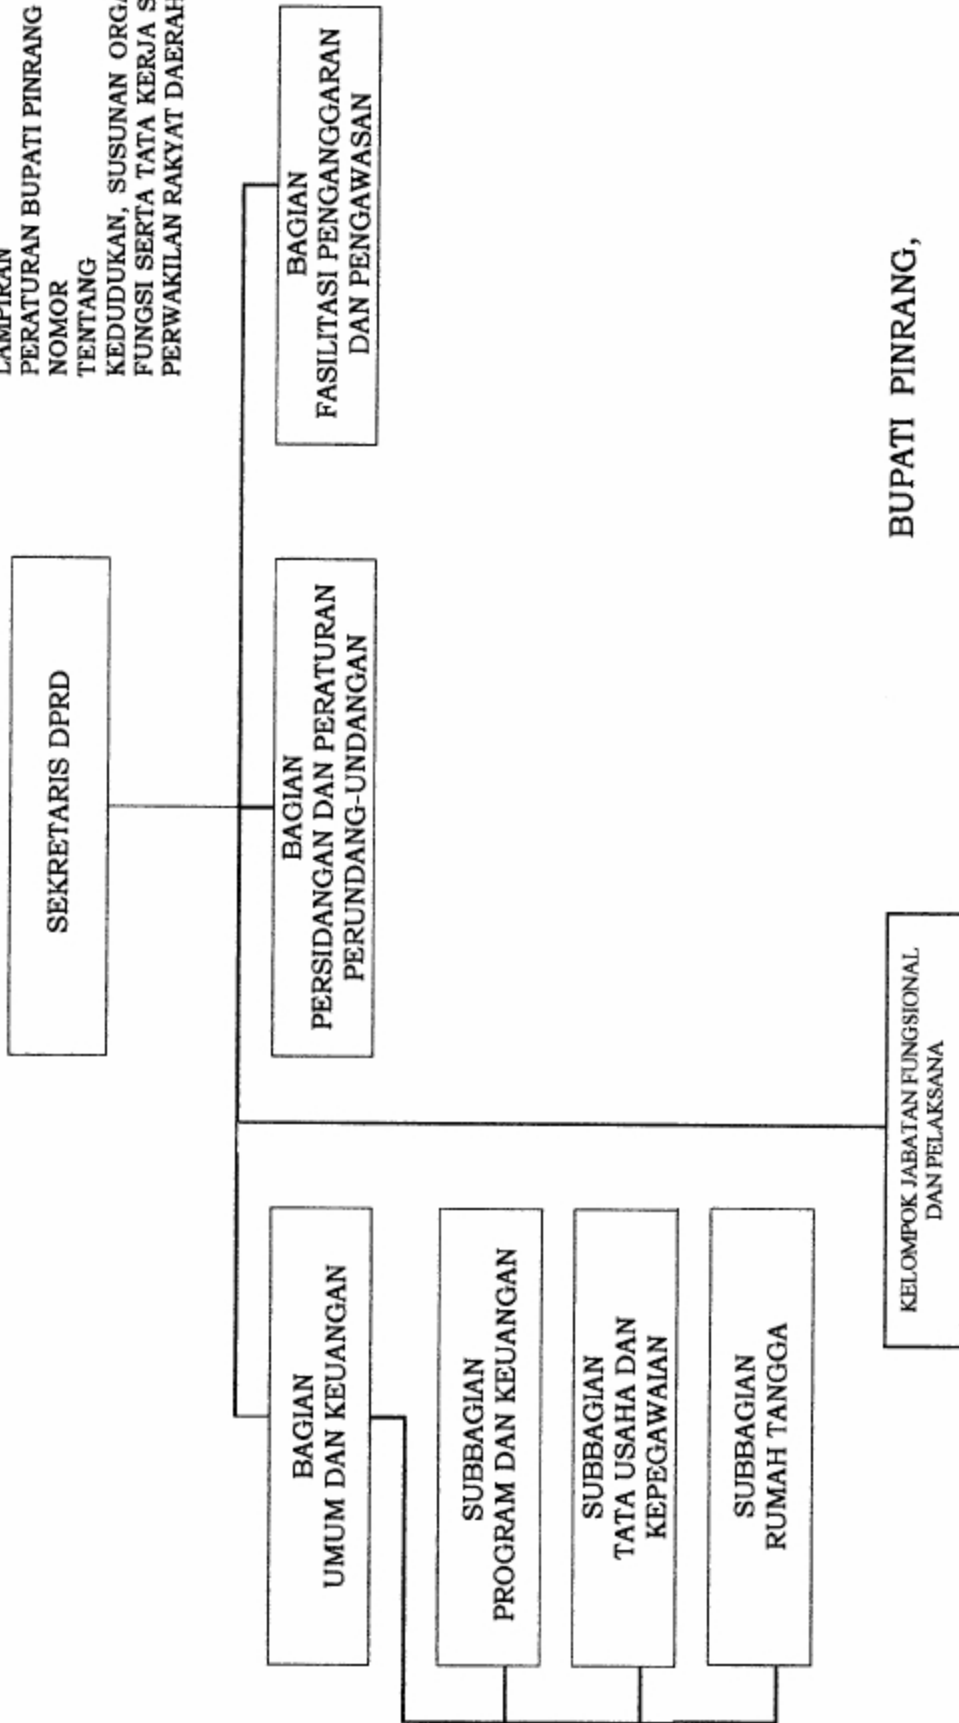 LAMPIRAN
PERATURAN BUPATI PINRANG
NOMOR
TENTANG
KEDUDUKAN, SUSUNAN
FUNGSI SERTA TATA KERJA
PERWAKILAN RAKYAT DAERAH
SEKRETARIS DPRD
BAGIAN
UMUM DAN KEUANGAN
BAGIAN
PERSIDANGAN DAN PERATURAN
PERUNDANG-UNDANGAN
BAGIAN
FASILITASI PENGANGGARAN
DAN PENGAWASAN
SUBBAGIAN
PROGRAM DAN KEUANGAN
SUBBAGIAN
TATA USAHA DAN
KEPEGAWAIAN
SUBBAGIAN
RUMAH TANGGA
KELOMPOK JABATAN FUNGSIONAL
DAN PELAKSANA
BUPATI PINRANG,